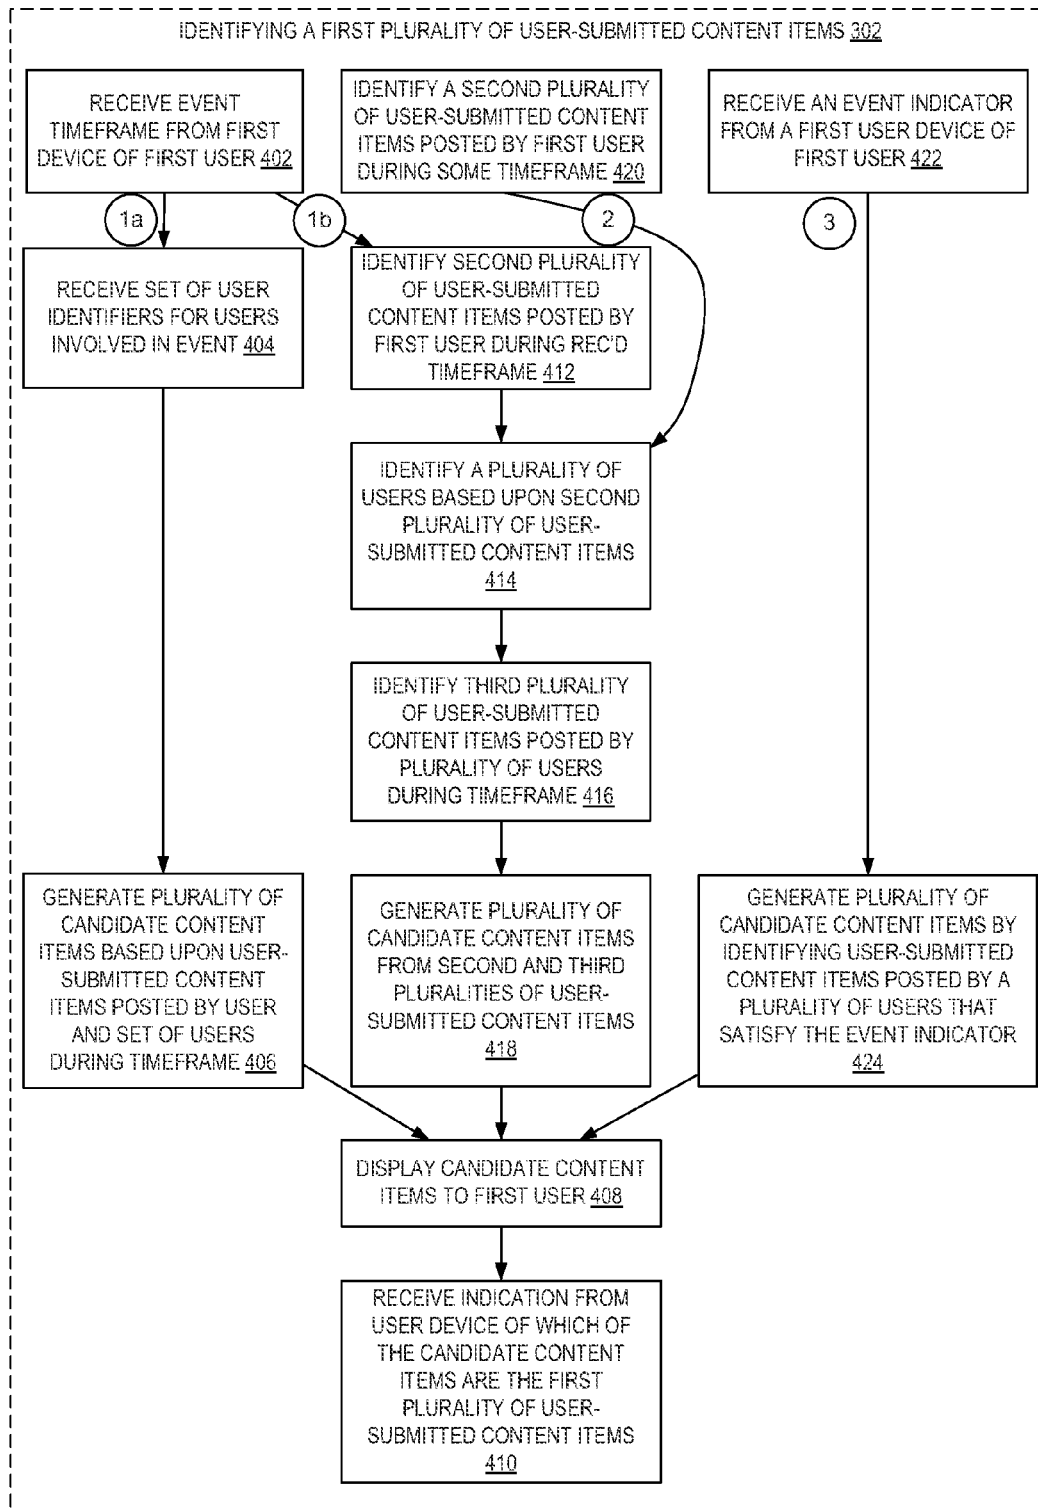 IDENTIFYING A FIRST PLURALITY OF USER-SUBMITTED CONTENT ITEMS 302
RECEIVE EVENT
TIMEFRAME FROM FIRST
DEVICE OF FIRST USER 402
IDENTIFY A SECOND PLURALITY
OF USER-SUBMITTED CONTENT
ITEMS POSTED BY FIRST USER
DURING SOME TIMEFRAME 420
RECEIVE AN EVENT INDICATOR
FROM A FIRST USER DEVICE OF
FIRST USER 422
1a
1b
2
3
RECEIVE SET OF USER
IDENTIFIERS FOR USERS
INVOLVED IN EVENT 404
IDENTIFY SECOND PLURALITY
OF USER-SUBMITTED
CONTENT ITEMS POSTED BY
FIRST USER DURING REC'D
TIMEFRAME 412
IDENTIFY A PLURALITY OF
USERS BASED UPON SECOND
PLURALITY OF USER-
SUBMITTED CONTENT ITEMS
414
IDENTIFY THIRD PLURALITY
OF USER-SUBMITTED
CONTENT ITEMS POSTED BY
PLURALITY OF USERS
DURING TIMEFRAME 416
GENERATE PLURALITY OF
CANDIDATE CONTENT
ITEMS BASED UPON USER-
SUBMITTED CONTENT
ITEMS POSTED BY USER
AND SET OF USERS
DURING TIMEFRAME 406
GENERATE PLURALITY OF
CANDIDATE CONTENT ITEMS
FROM SECOND AND THIRD
PLURALITIES OF USER-
SUBMITTED CONTENT ITEMS
418
GENERATE PLURALITY OF
CANDIDATE CONTENT ITEMS BY
IDENTIFYING USER-SUBMITTED
CONTENT ITEMS POSTED BY A
PLURALITY OF USERS THAT
SATISFY THE EVENT INDICATOR
424
DISPLAY CANDIDATE CONTENT
ITEMS TO FIRST USER 408
RECEIVE INDICATION FROM
USER DEVICE OF WHICH OF
THE CANDIDATE CONTENT
ITEMS ARE THE FIRST
PLURALITY OF USER-
SUBMITTED CONTENT ITEMS
410